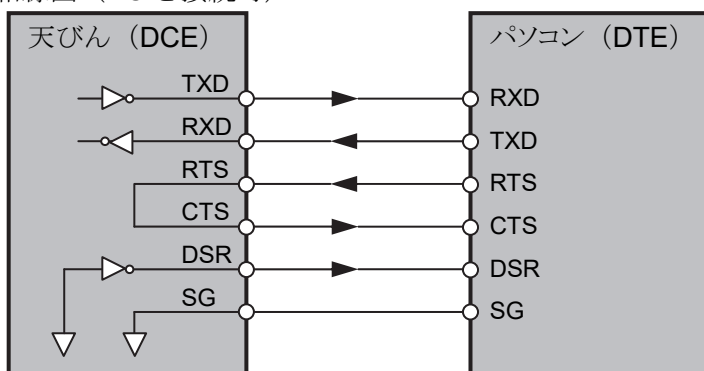 天びん（DCE）
TXD
RXD
RTS
CTS
DSR
SG
パソコン（DTE）
RXD
TXD
RTS
CTS
DSR
SG